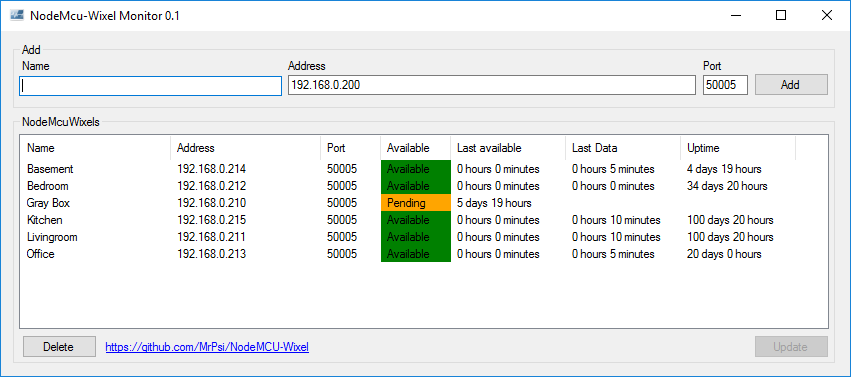 NodeMcu-Wixel Monitor 0.1
Add
Name Address Port
192.168.0.200 50005 Add
NodeMcuWixels
Name Address Port Available Last available Last Data Uptime
Basement 192.168.0.214 50005 Available 0 hours 0 minutes 0 hours 5 minutes 4 days 19 hours
Bedroom 192.168.0.212 50005 Available 0 hours 0 minutes 0 hours 0 minutes 34 days 20 hours
Gray Box 192.168.0.210 50005 Pending 5 days 19 hours
Kitchen 192.168.0.215 50005 Available 0 hours 0 minutes 0 hours 10 minutes 100 days 20 hours
Livingroom 192.168.0.211 50005 Available 0 hours 0 minutes 0 hours 10 minutes 100 days 20 hours
Office 192.168.0.213 50005 Available 0 hours 0 minutes 0 hours 5 minutes 20 days 0 hours
Delete https://github.com/MrPsi/NodeMCU-Wixel Update